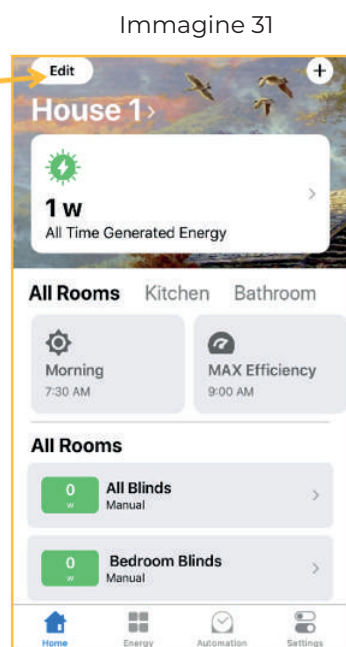 Immagine 31
Edit
+
House 1 >
1 w
All Time Generated Energy
All Rooms Kitchen Bathroom
Morning MAX Efficiency
7:30 AM 9:00 AM
All Rooms
0 All Blinds
w Manual
0 Bedroom Blinds
w Manual
Home Energy Automation Settings